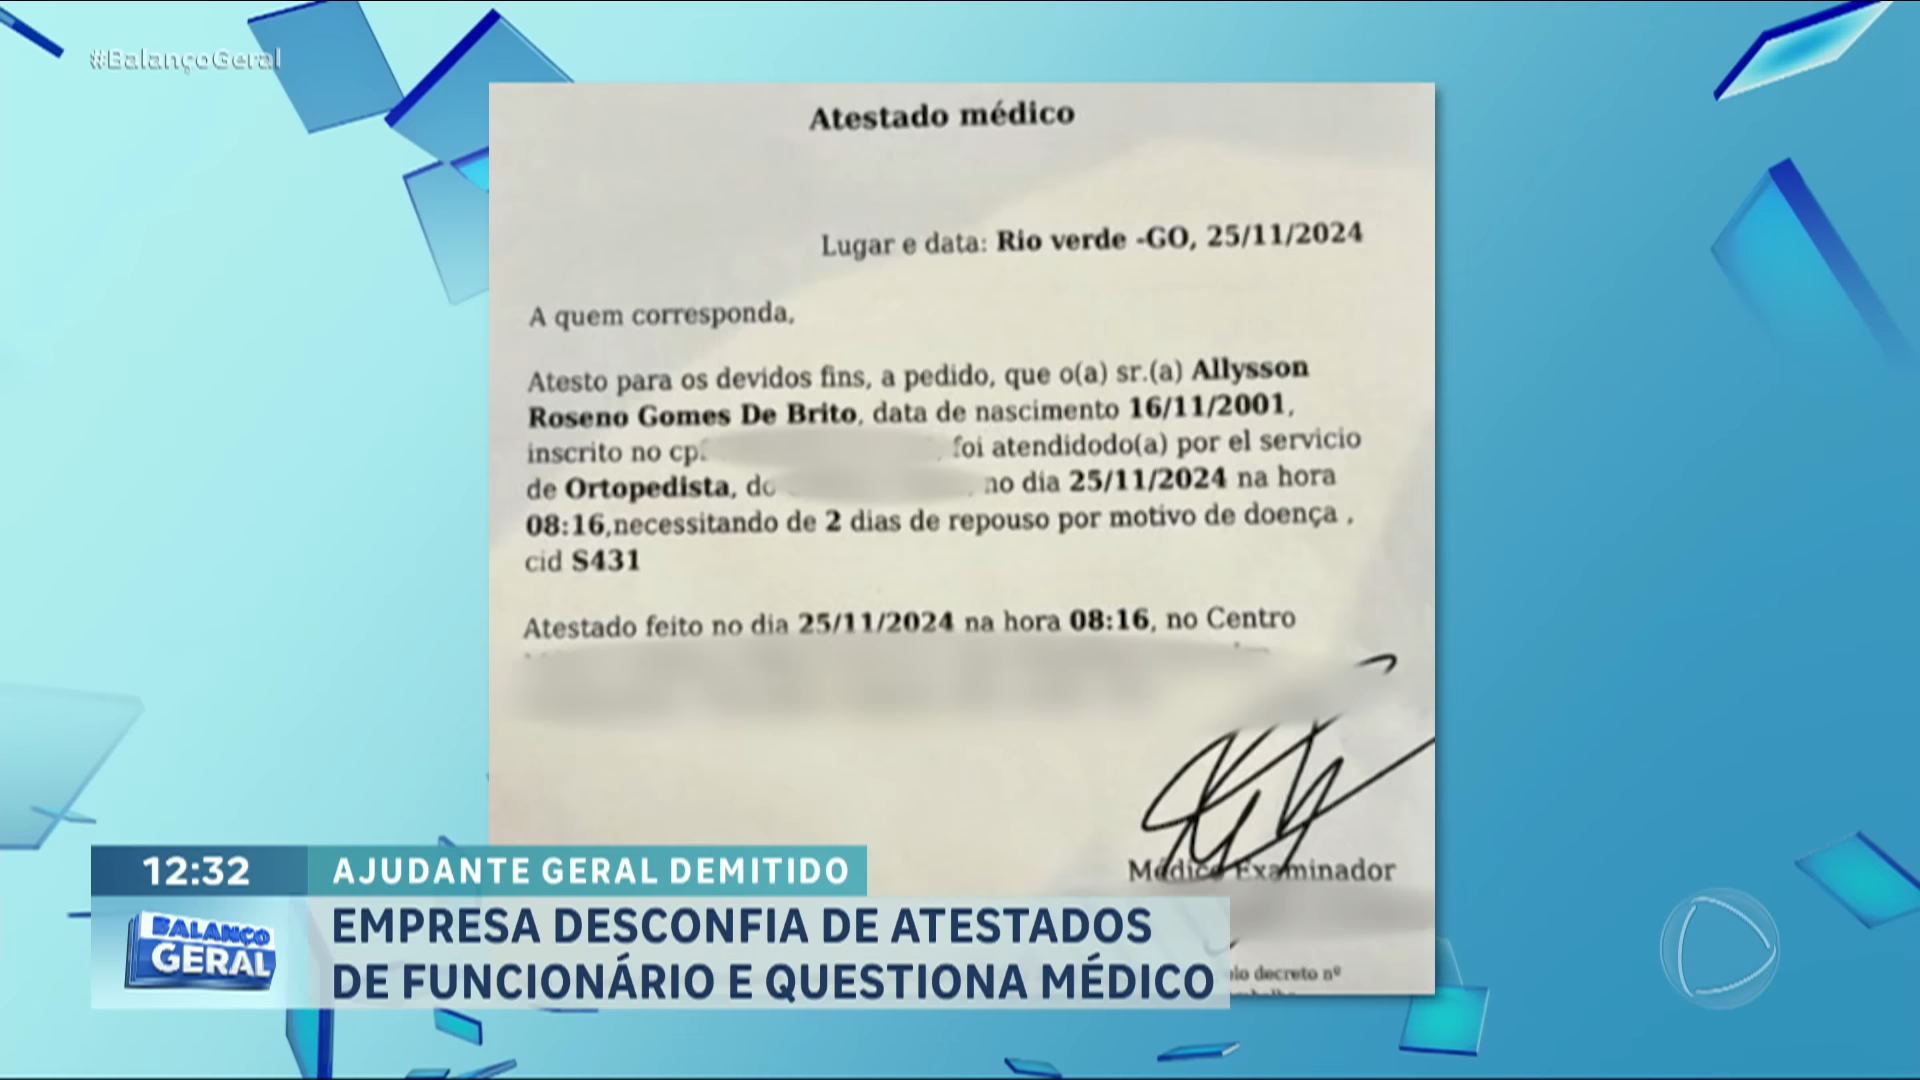 #BalançoGeral
Atestado médico
Lugar e data: Rio verde -GO, 25/11/2024
A quem corresponda,
Atesto para os devidos fins, a pedido, que o(a) sr.(a) Allysson
Roseno Gomes De Brito, data de nascimento 16/11/2001,
inscrito no foi atendidodo(a) por el servicio
de Ortopedista, do no dia 25/11/2024 na hora
08:16,necessitando de 2 dias de repouso por motivo de doença ,
cid S431
Atestado feito no dia 25/11/2024 na hora 08:16, no Centro
Médico Examinador
decreto nº
12:32
AJUDANTE GERAL DEMITIDO
BALANÇO
GERAL
EMPRESA DESCONFIA DE ATESTADOS
DE FUNCIONÁRIO E QUESTIONA MÉDICO